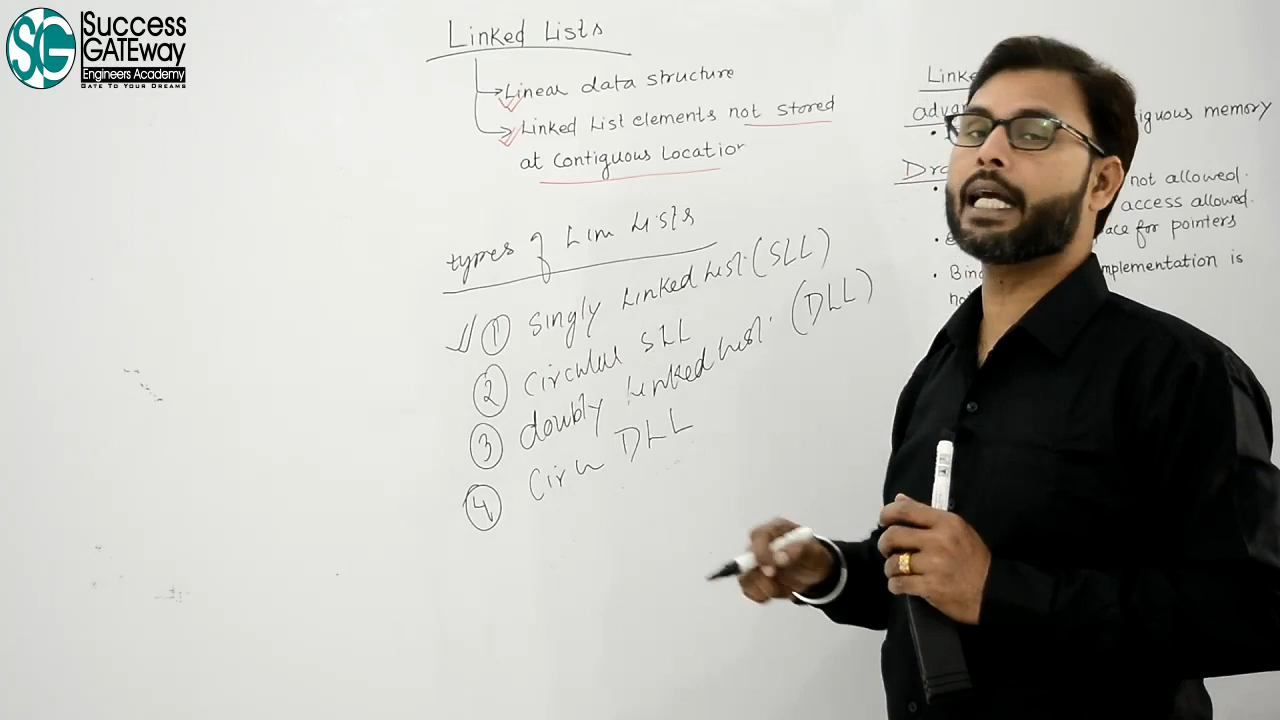 Success
GATEway
Engineers Academy
GATE TO YOUR DREAMS
Linked Lists
Linear data structure
Linked List elements not stored
at contiguous Location
types of Lin Lists
① Singly Linked List (SLL)
② Circular SLL
③ doubly Linked List (DLL)
④ Circu DLL
Linke
advan iguous memory
Dra
not allowed.
access allowed.
ace for pointers
Bin mplementation is